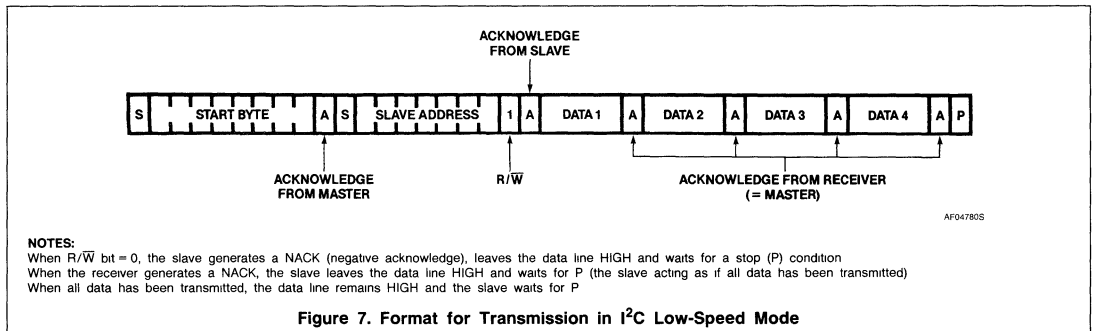 ACKNOWLEDGE
FROM SLAVE
S START BYTE A S SLAVE ADDRESS 1 A DATA 1 A DATA 2 A DATA 3 A DATA 4 A P
ACKNOWLEDGE
FROM MASTER
R/W̅
ACKNOWLEDGE FROM RECEIVER
(= MASTER)
AF04780S
NOTES:
When R/W̅ bit = 0, the slave generates a NACK (negative acknowledge), leaves the data line HIGH and waits for a stop (P) condition
When the receiver generates a NACK, the slave leaves the data line HIGH and waits for P (the slave acting as if all data has been transmitted)
When all data has been transmitted, the data line remains HIGH and the slave waits for P
Figure 7. Format for Transmission in I²C Low-Speed Mode